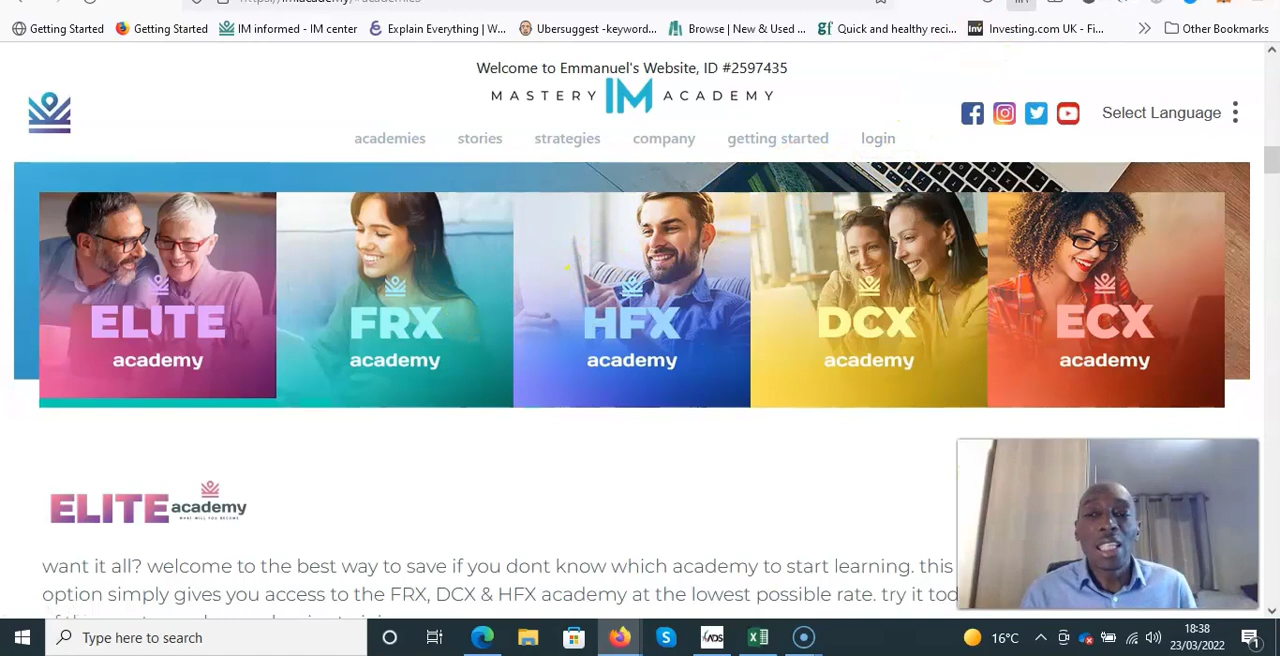 Getting Started
Getting Started
IM informed - IM center
Explain Everything | W...
Ubersuggest -keyword...
Browse | New & Used ...
gf Quick and healthy reci...
Inv Investing.com UK - Fi...
Other Bookmarks
Welcome to Emmanuel's Website, ID #2597435
MASTERY IM ACADEMY
Select Language
academies stories strategies company getting started login
ELITE academy
FRX academy
HFX academy
DCX academy
ECX academy
ELITE academy
want it all? welcome to the best way to save if you dont know which academy to start learning. this
option simply gives you access to the FRX, DCX & HFX academy at the lowest possible rate. try it
Type here to search
ADS
16°C
18:38
23/03/2022
1